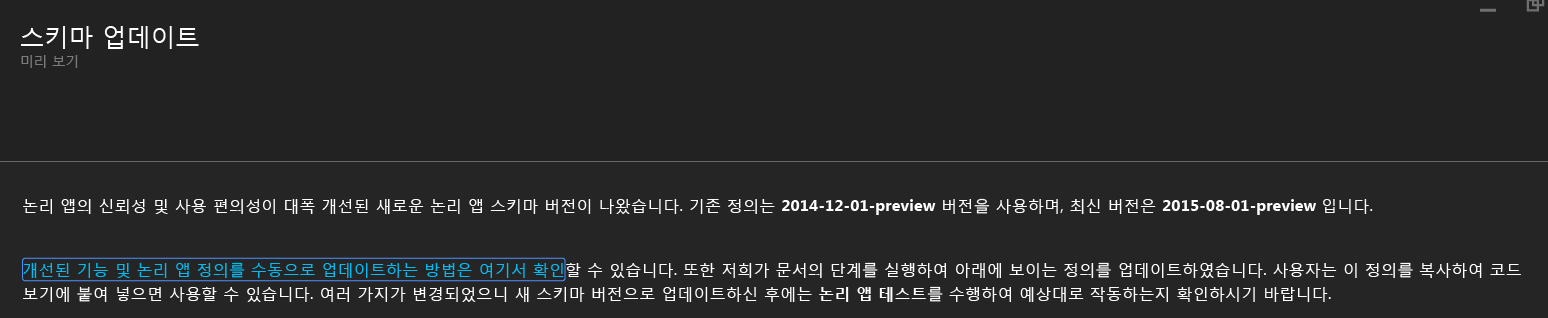 스키마 업데이트
미리 보기
논리 앱의 신뢰성 및 사용 편의성이 대폭 개선된 새로운 논리 앱 스키마 버전이 나왔습니다. 기존 정의는 2014-12-01-preview 버전을 사용하며, 최신 버전은 2015-08-01-preview 입니다.
개선된 기능 및 논리 앱 정의를 수동으로 업데이트하는 방법은 여기서 확인할 수 있습니다. 또한 저희가 문서의 단계를 실행하여 아래에 보이는 정의를 업데이트하였습니다. 사용자는 이 정의를 복사하여 코드
보기에 붙여 넣으면 사용할 수 있습니다. 여러 가지가 변경되었으니 새 스키마 버전으로 업데이트하신 후에는 논리 앱 테스트를 수행하여 예상대로 작동하는지 확인하시기 바랍니다.